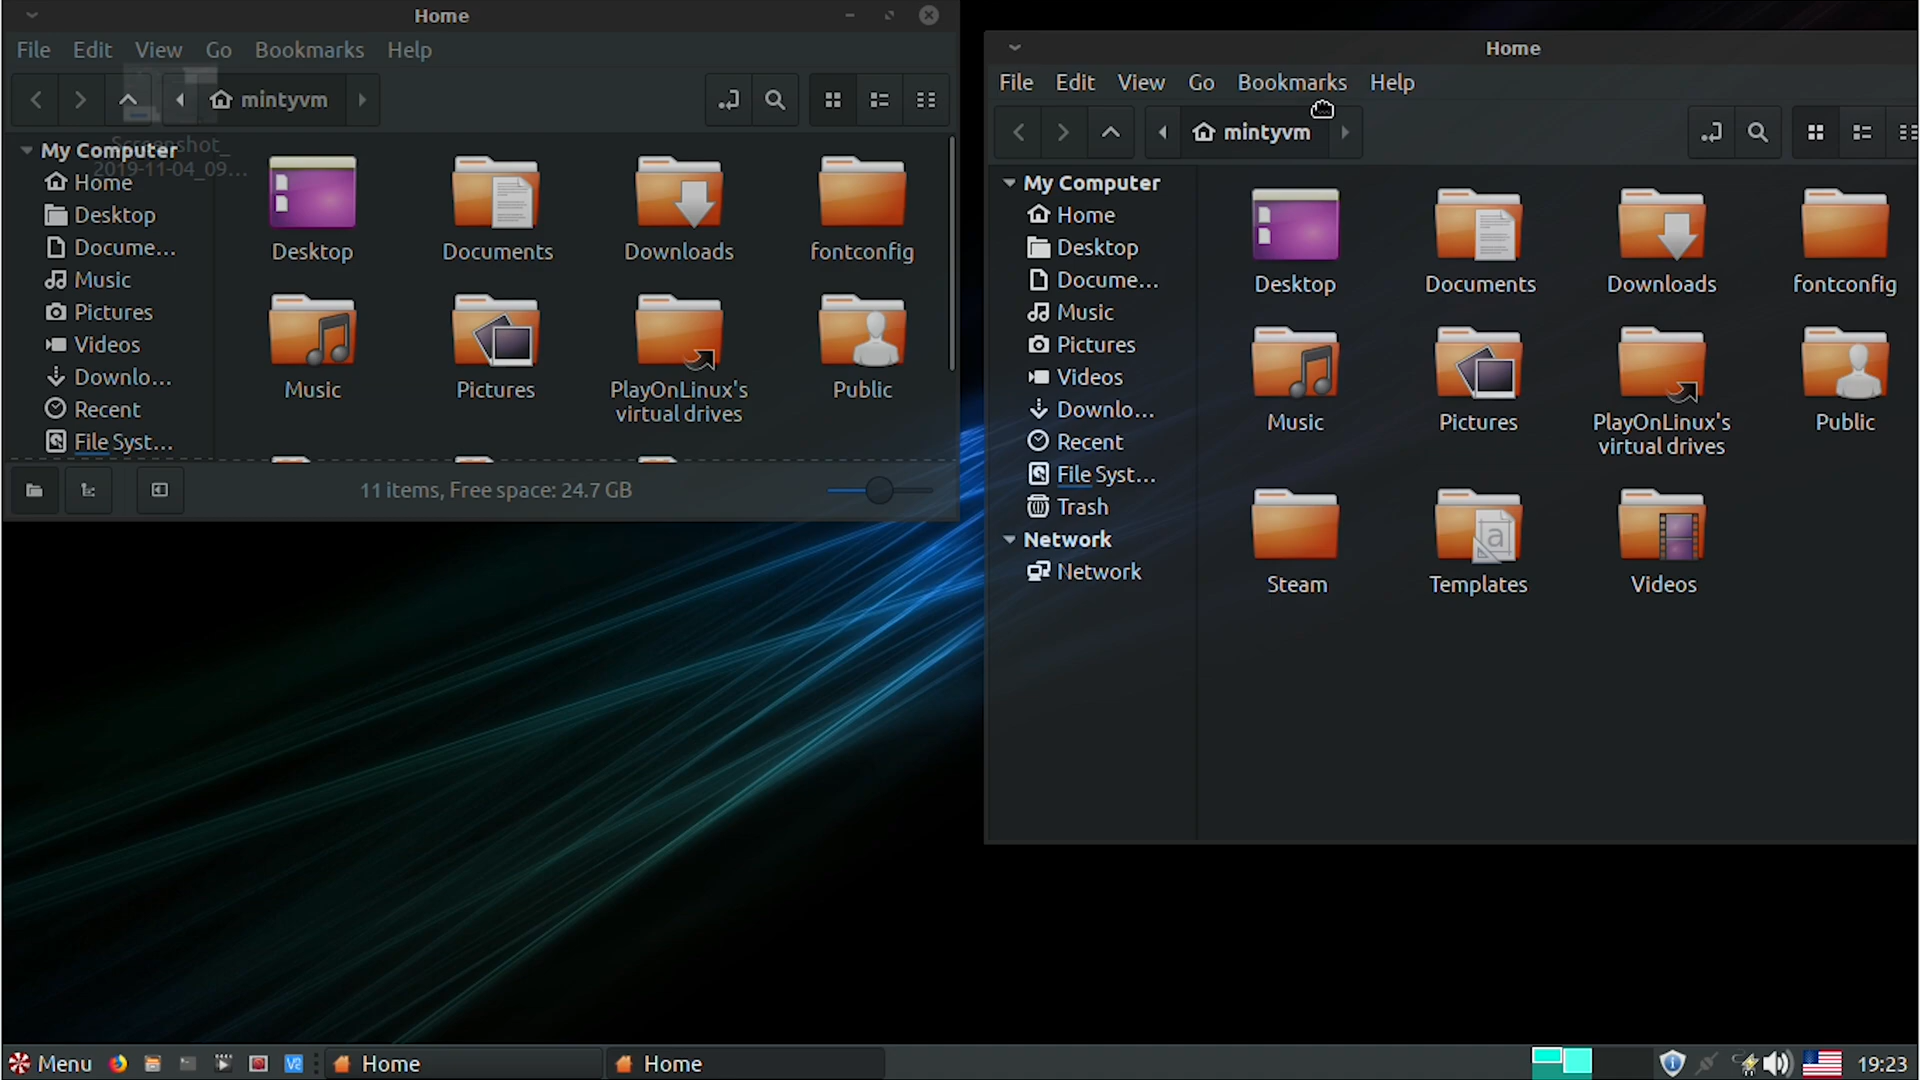 Home
File Edit View Go Bookmarks Help
mintyvm
My Computer
Screenshot_
2019-11-04_09...
Home
Desktop
Docume...
Music
Pictures
Videos
Downlo...
Recent
File Syst...
Desktop Documents Downloads fontconfig
Music Pictures PlayOnLinux's Public
virtual drives
11 items, Free space: 24.7 GB
Home
File Edit View Go Bookmarks Help
mintyvm
My Computer
Home
Desktop
Docume...
Music
Pictures
Videos
Downlo...
Recent
File Syst...
Trash
Network
Network
Desktop Documents Downloads fontconfig
Music Pictures PlayOnLinux's Public
virtual drives
Steam Templates Videos
Menu Home Home 19:23